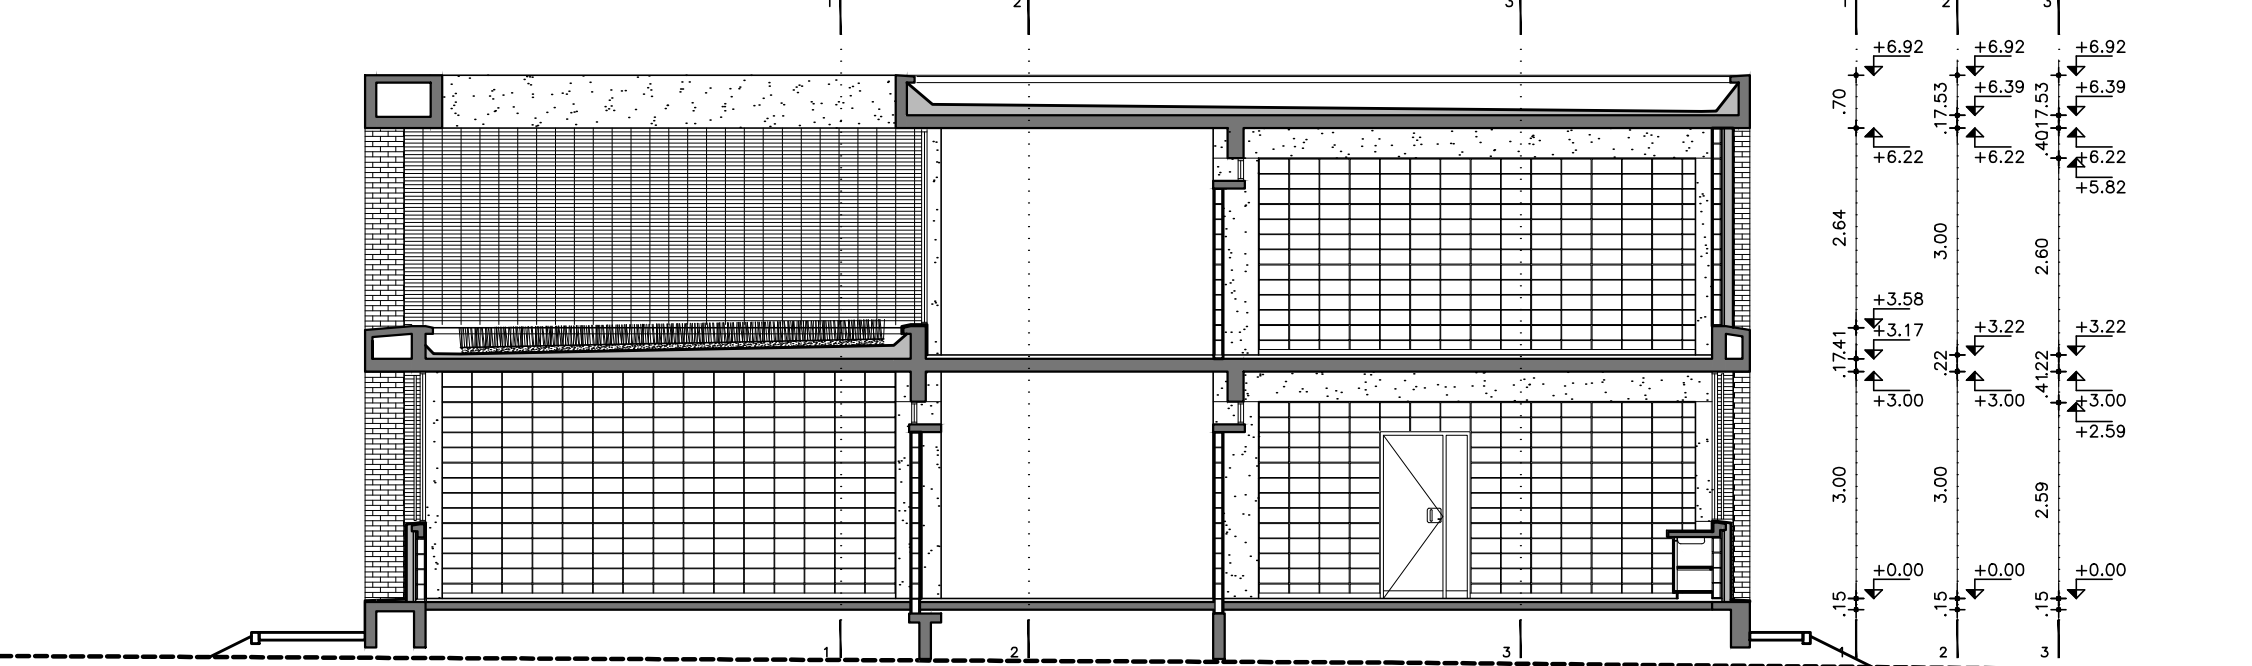 1 2 3 1 2 3
+6.92 +6.92 +6.92
+6.39 +6.39
.70 .17 .53 .40 .17 .53
+6.22 +6.22 +6.22
+5.82
2.64 3.00 2.60
+3.58
+3.17 +3.22 +3.22
.17 .41 .22 .41 .22
+3.00 +3.00 +3.00
+2.59
3.00 3.00 2.59
+0.00 +0.00 +0.00
.15 .15 .15
1 2 3 1 2 3